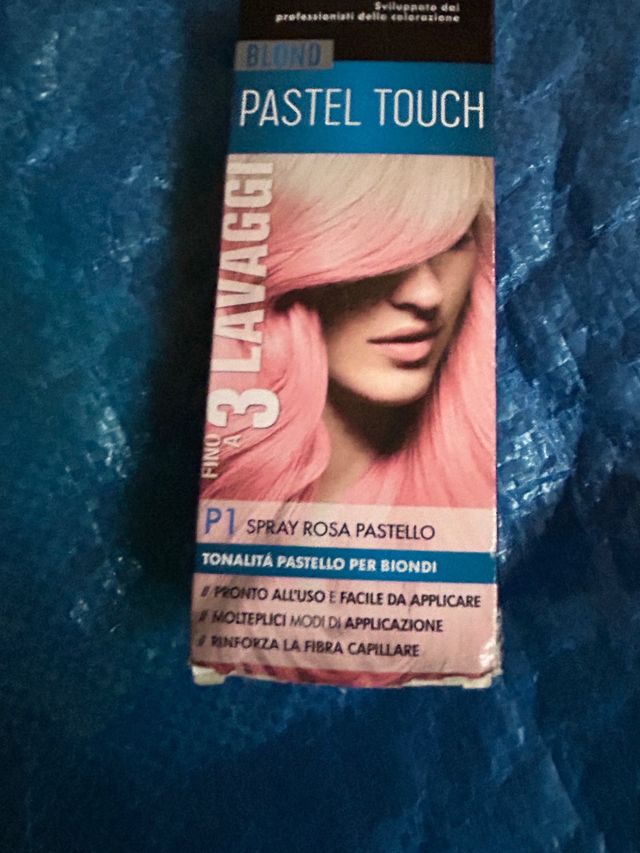 Sviluppato dai
professionisti della colorazione
BLOND
PASTEL TOUCH
FINO A 3 LAVAGGI
P1 SPRAY ROSA PASTELLO
TONALITÁ PASTELLO PER BIONDI
// PRONTO ALL'USO E FACILE DA APPLICARE
// MOLTEPLICI MODI DI APPLICAZIONE
// RINFORZA LA FIBRA CAPILLARE